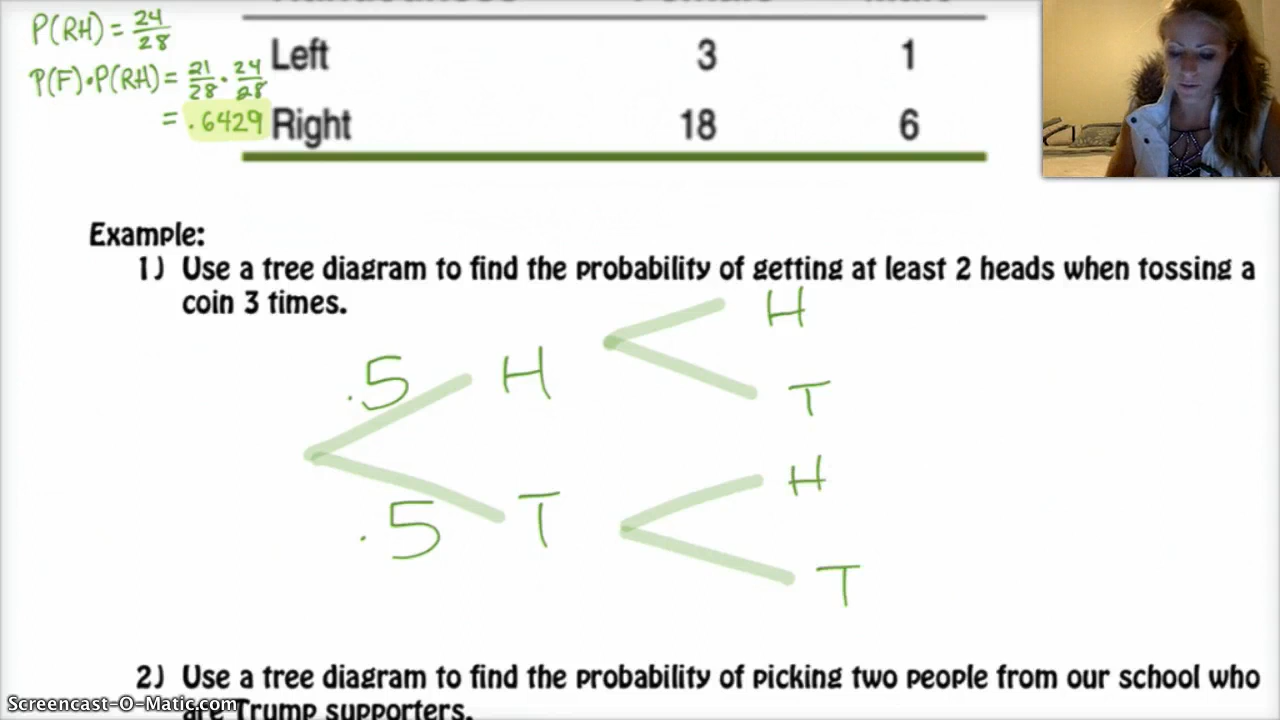 P(RH) = 24/28
P(F)•P(RH) = 21/28 • 24/28
= .6429
Left 3 1
Right 18 6
Example:
1) Use a tree diagram to find the probability of getting at least 2 heads when tossing a
coin 3 times.
H
.5 H
T
H
.5 T
T
2) Use a tree diagram to find the probability of picking two people from our school who
are Trump supporters.
Screencast-O-Matic.com